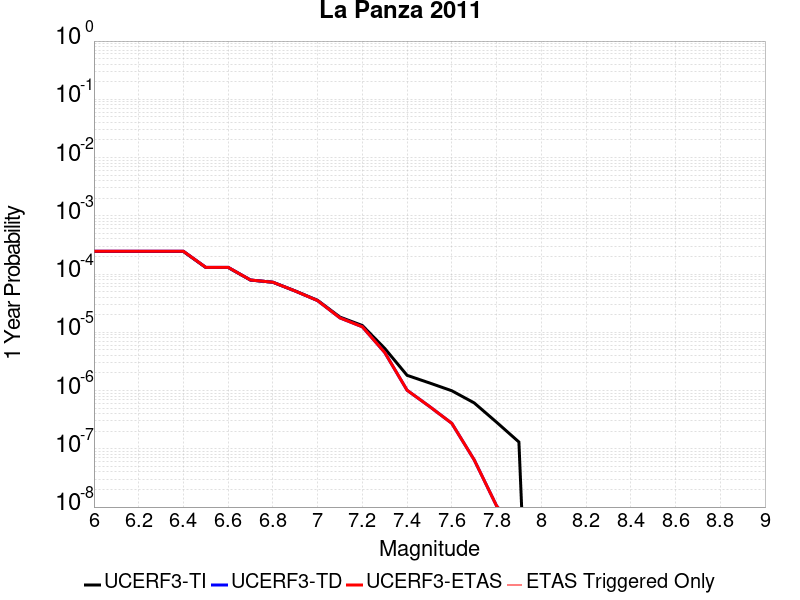 La Panza 2011
1 Year Probability
10^0
10^-1
10^-2
10^-3
10^-4
10^-5
10^-6
10^-7
10^-8
6 6.2 6.4 6.6 6.8 7 7.2 7.4 7.6 7.8 8 8.2 8.4 8.6 8.8 9
Magnitude
UCERF3-TI UCERF3-TD UCERF3-ETAS ETAS Triggered Only